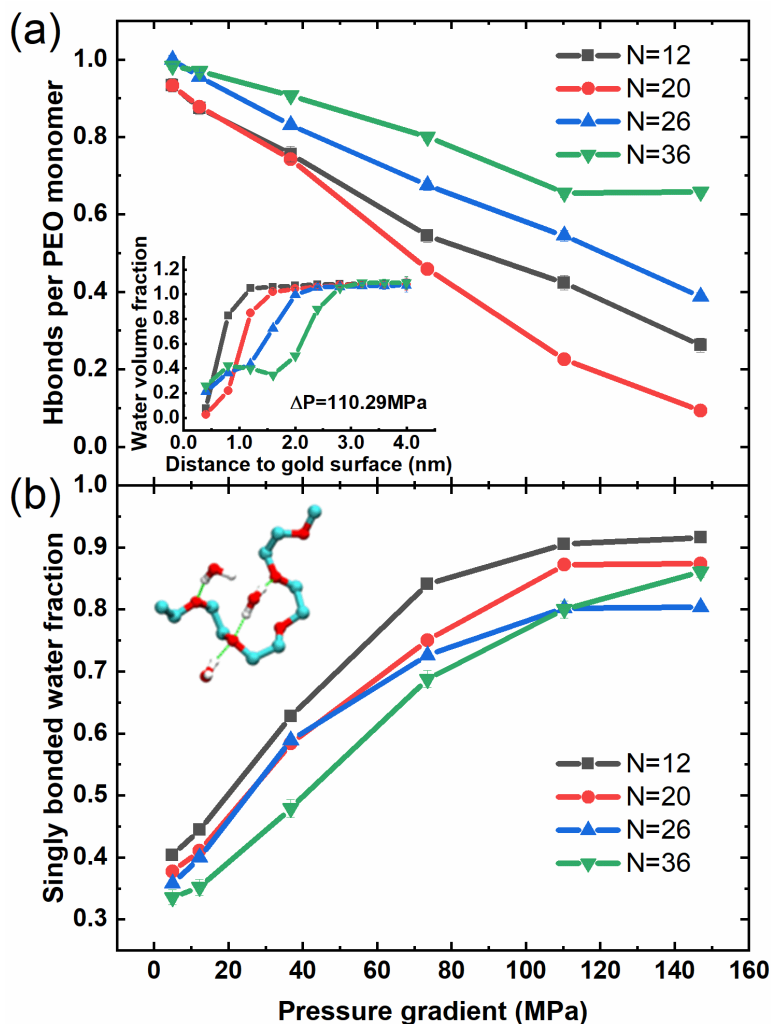 (a)
Hbonds per PEO monomer
1.0
0.8
0.6
0.4
0.2
0.0
N=12
N=20
N=26
N=36
Water volume fraction
1.2
1.0
0.8
0.6
0.4
0.2
0.0
ΔP=110.29MPa
0.0 1.0 2.0 3.0 4.0
Distance to gold surface (nm)
(b)
Singly bonded water fraction
1.0
0.9
0.8
0.7
0.6
0.5
0.4
0.3
N=12
N=20
N=26
N=36
0 20 40 60 80 100 120 140 160
Pressure gradient (MPa)